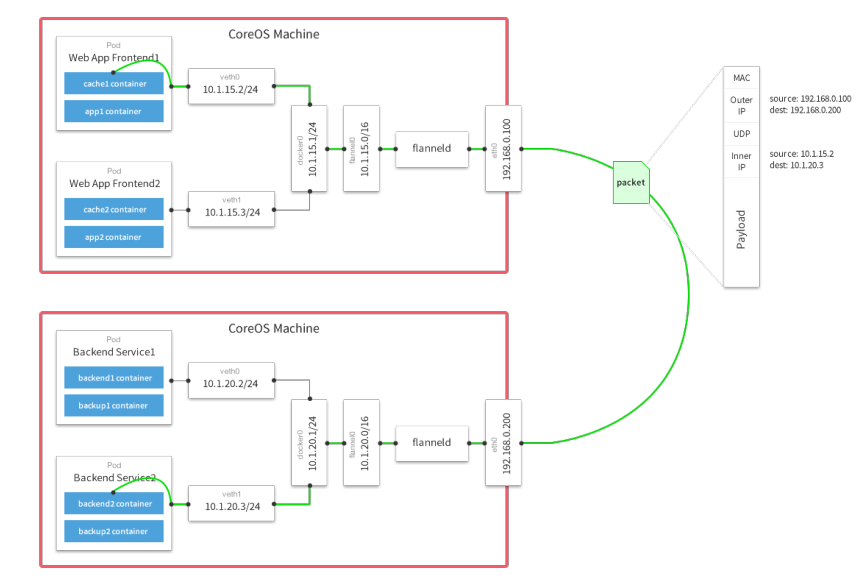 CoreOS Machine
Pod
Web App Frontend1
cache1 container
app1 container
veth0
10.1.15.2/24
Pod
Web App Frontend2
cache2 container
app2 container
veth1
10.1.15.3/24
docker0
10.1.15.1/24
flannel0
10.1.15.0/16
flanneld
eth0
192.168.0.100
packet
MAC
Outer
IP
source: 192.168.0.100
dest: 192.168.0.200
UDP
Inner
IP
source: 10.1.15.2
dest: 10.1.20.3
Payload
CoreOS Machine
Pod
Backend Service1
backend1 container
backup1 container
veth0
10.1.20.2/24
Pod
Backend Service2
backend2 container
backup2 container
veth1
10.1.20.3/24
docker0
10.1.20.1/24
flannel0
10.1.20.0/16
flanneld
eth0
192.168.0.200